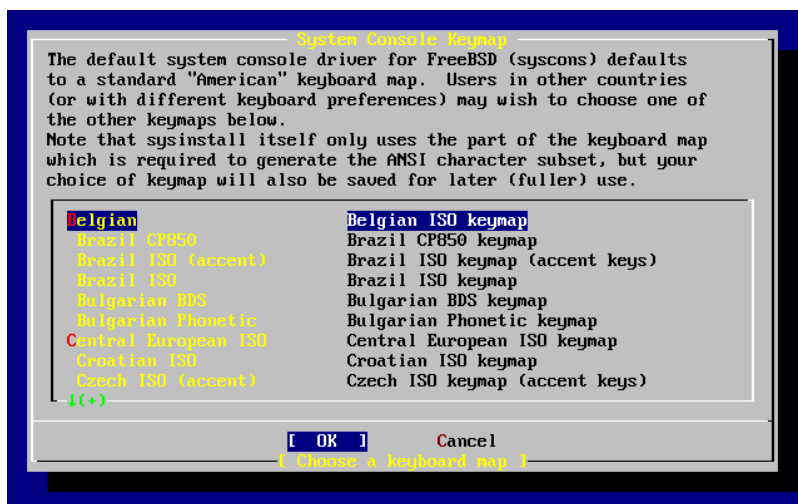 System Console Keymap
The default system console driver for FreeBSD (syscons) defaults
to a standard "American" keyboard map.  Users in other countries
(or with different keyboard preferences) may wish to choose one of
the other keymaps below.
Note that sysinstall itself only uses the part of the keyboard map
which is required to generate the ANSI character subset, but your
choice of keymap will also be saved for later (fuller) use.
Belgian Belgian ISO keymap
Brazil CP850 Brazil CP850 keymap
Brazil ISO (accent) Brazil ISO keymap (accent keys)
Brazil ISO Brazil ISO keymap
Bulgarian BDS Bulgarian BDS keymap
Bulgarian Phonetic Bulgarian Phonetic keymap
Central European ISO Central European ISO keymap
Croatian ISO Croatian ISO keymap
Czech ISO (accent) Czech ISO keymap (accent keys)
↓(+)
[ OK ] Cancel
[ Choose a keyboard map ]